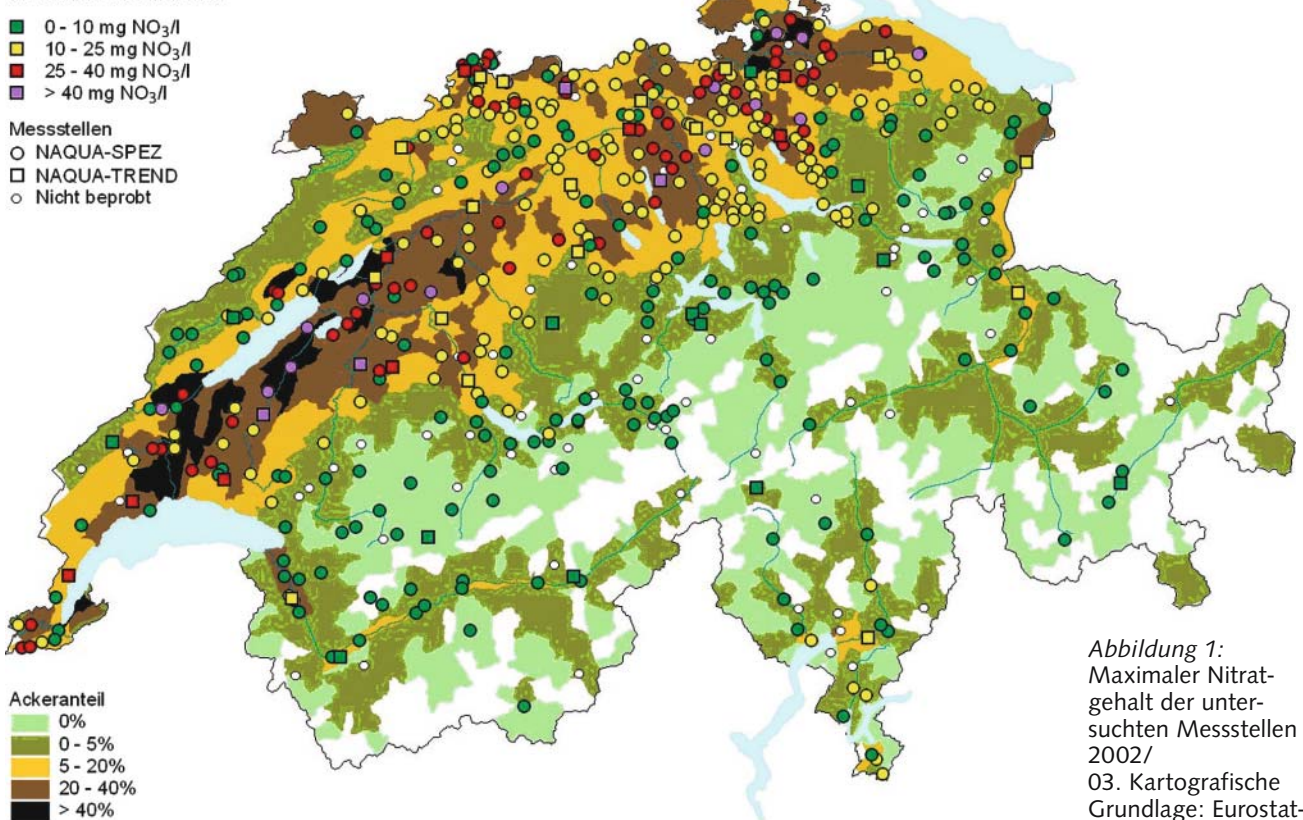 0 - 10 mg NO₃/l
10 - 25 mg NO₃/l
25 - 40 mg NO₃/l
> 40 mg NO₃/l
Messstellen
NAQUA-SPEZ
NAQUA-TREND
Nicht beprobt
Ackeranteil
0%
0 - 5%
5 - 20%
20 - 40%
> 40%
Abbildung 1:
Maximaler Nitrat-
gehalt der unter-
suchten Messstellen
2002/
03. Kartografische
Grundlage: Eurostat-